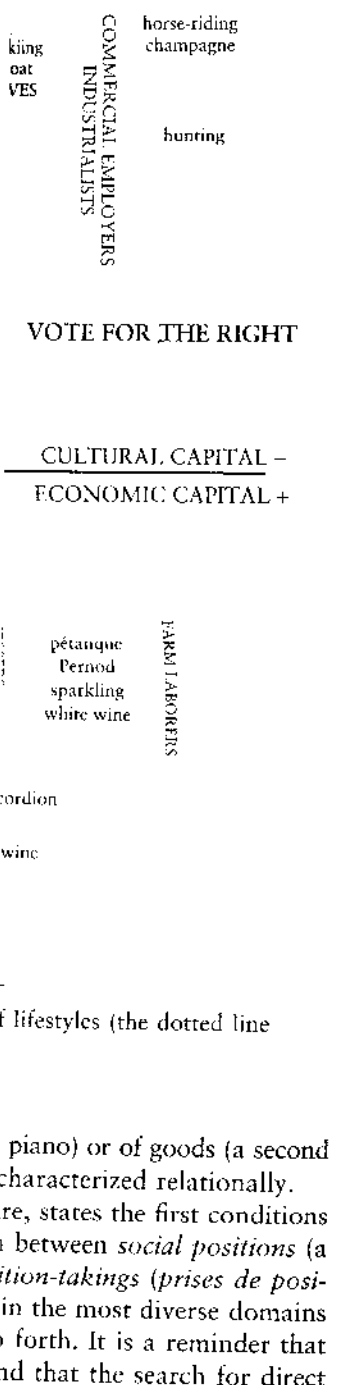 horse-riding
champagne
kiing
oat
VES
COMMERCIAL EMPLOYERS
INDUSTRIALISTS
hunting
VOTE FOR THE RIGHT
CULTURAL CAPITAL –
ECONOMIC CAPITAL +
pétanque
Pernod
sparkling
white wine
FARM LABORERS
cordion
wine
f lifestyles (the dotted line
piano) or of goods (a second
characterized relationally.
re, states the first conditions
n between social positions (a
ition-takings (prises de posi-
in the most diverse domains
o forth. It is a reminder that
nd that the search for direct